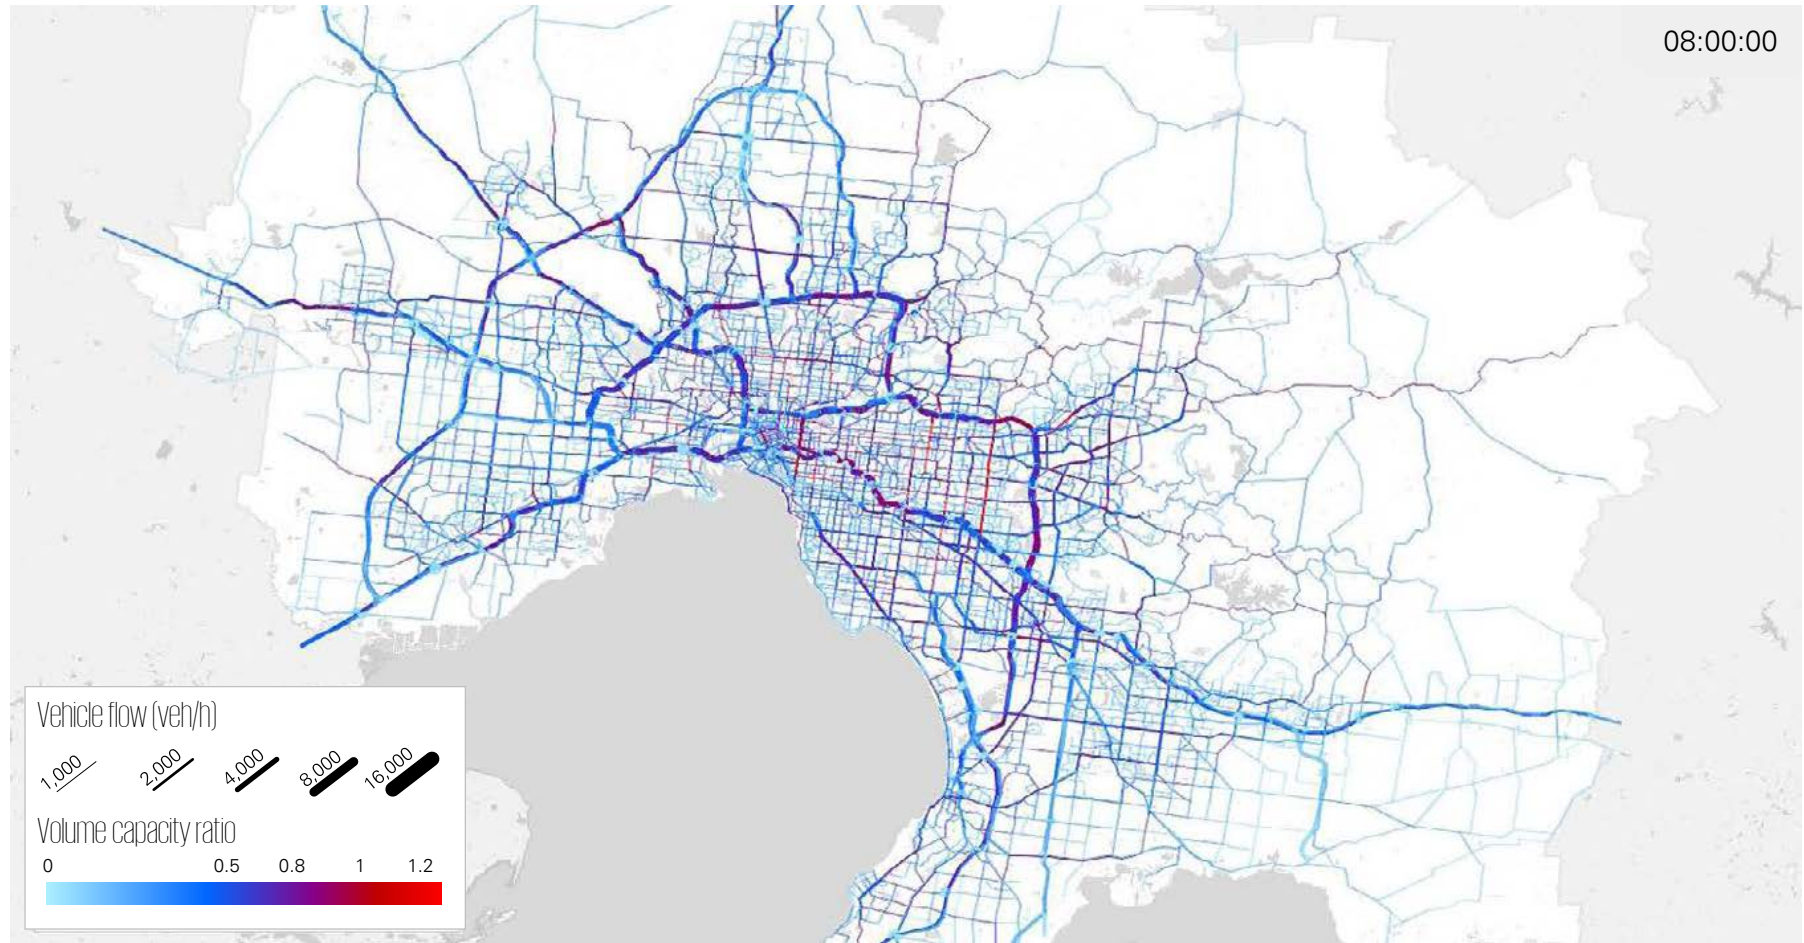 08:00:00
Vehicle flow (veh/h)
1,000 2,000 4,000 8,000 16,000
Volume capacity ratio
0 0.5 0.8 1 1.2